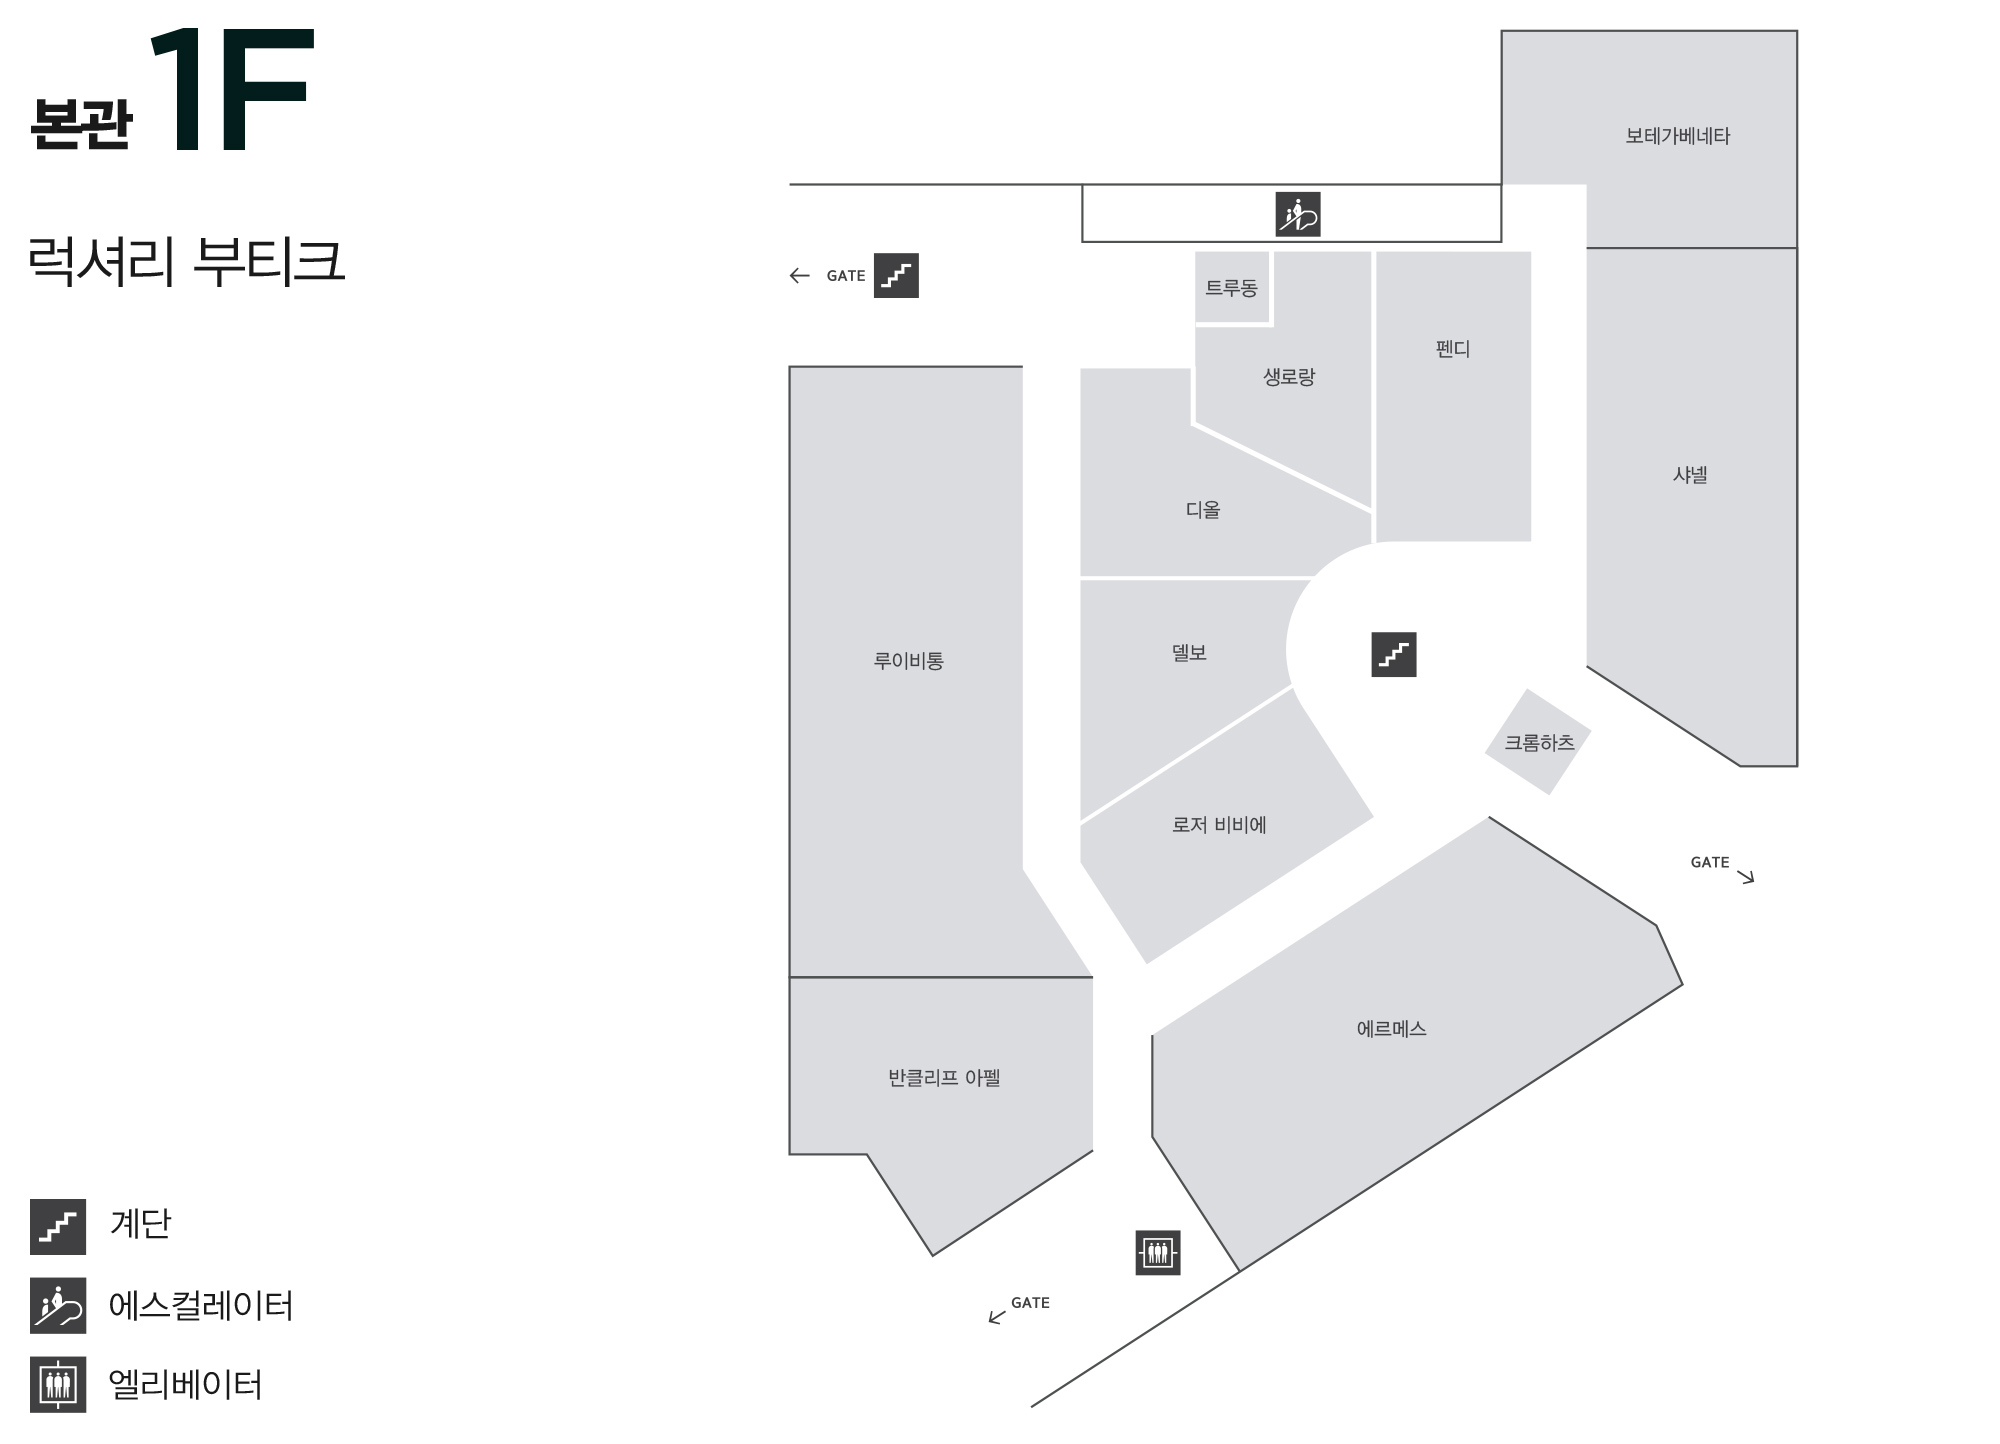 본관 1F
럭셔리 부티크
계단
에스컬레이터
엘리베이터
GATE
트루동
보테가베네타
생로랑
펜디
디올
샤넬
루이비통
델보
크롬하츠
로저 비비에
GATE
에르메스
반클리프 아펠
GATE